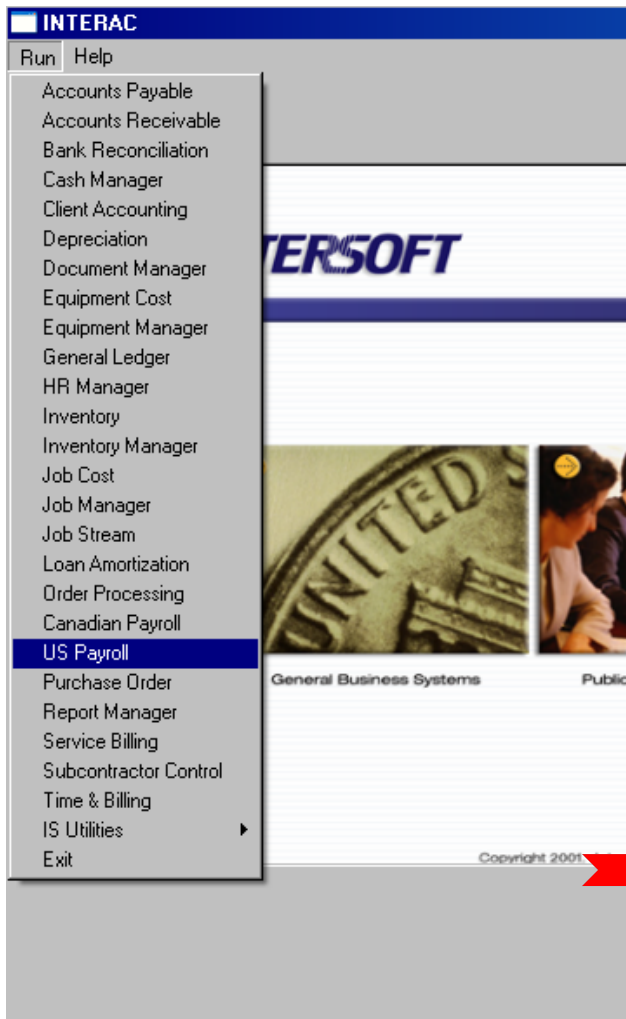 INTERAC
Run Help
Accounts Payable
Accounts Receivable
Bank Reconciliation
Cash Manager
Client Accounting
Depreciation
Document Manager
Equipment Cost
Equipment Manager
General Ledger
HR Manager
Inventory
Inventory Manager
Job Cost
Job Manager
Job Stream
Loan Amortization
Order Processing
Canadian Payroll
US Payroll
Purchase Order
Report Manager
Service Billing
Subcontractor Control
Time & Billing
IS Utilities
Exit
TERSOFT
UNITED S
General Business Systems
Public
Copyright 2001.